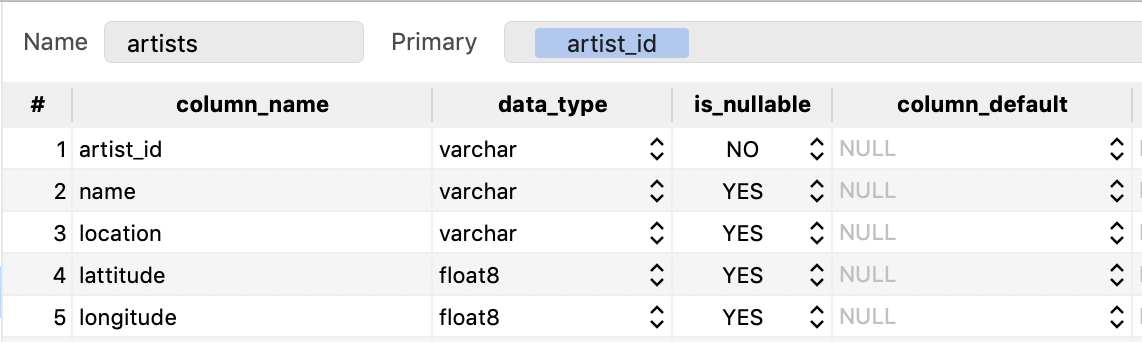 Name artists Primary artist_id
# column_name data_type is_nullable column_default
1 artist_id varchar NO NULL
2 name varchar YES NULL
3 location varchar YES NULL
4 lattitude float8 YES NULL
5 longitude float8 YES NULL